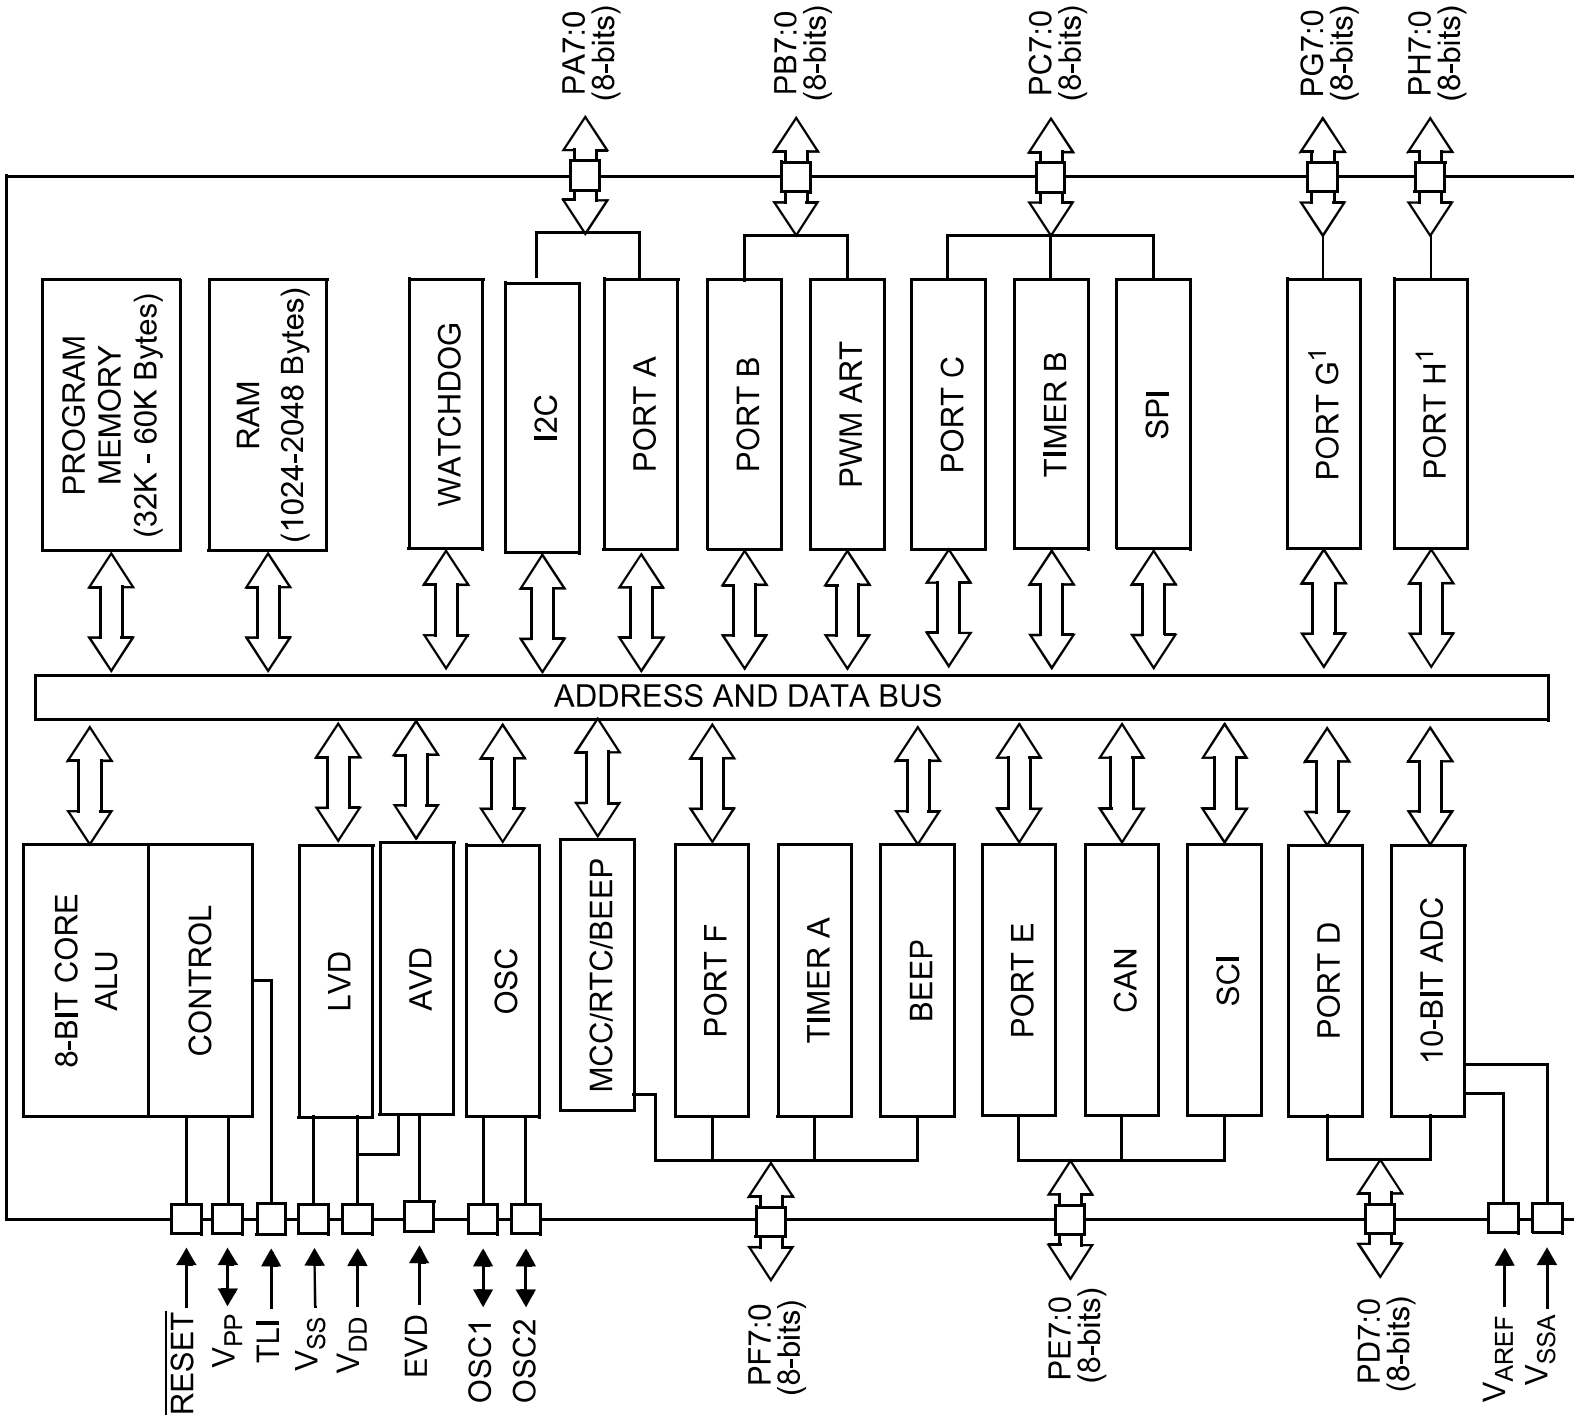 PA7:0
(8-bits)
PB7:0
(8-bits)
PC7:0
(8-bits)
PG7:0
(8-bits)
PH7:0
(8-bits)
PROGRAM
MEMORY
(32K - 60K Bytes)
RAM
(1024-2048 Bytes)
WATCHDOG
I2C
PORT A
PORT B
PWM ART
PORT C
TIMER B
SPI
PORT G¹
PORT H¹
ADDRESS AND DATA BUS
8-BIT CORE
ALU
CONTROL
LVD
AVD
OSC
MCC/RTC/BEEP
PORT F
TIMER A
BEEP
PORT E
CAN
SCI
PORT D
10-BIT ADC
RESET
VPP
TLI
VSS
VDD
EVD
OSC1
OSC2
PF7:0
(8-bits)
PE7:0
(8-bits)
PD7:0
(8-bits)
VAREF
VSSA